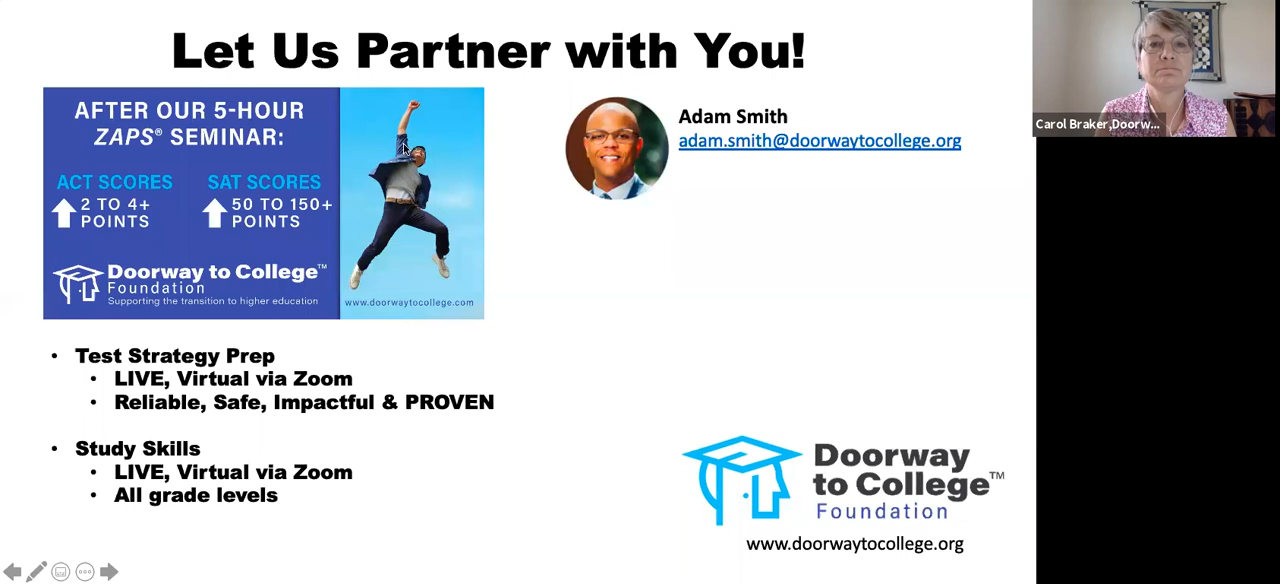 Let Us Partner with You!
AFTER OUR 5-HOUR
ZAPS® SEMINAR:
ACT SCORES
2 TO 4+
POINTS
SAT SCORES
50 TO 150+
POINTS
Doorway to College™
Foundation
Supporting the transition to higher education
www.doorwaytocollege.com
Adam Smith
adam.smith@doorwaytocollege.org
Carol Braker,Doorw...
• Test Strategy Prep
• LIVE, Virtual via Zoom
• Reliable, Safe, Impactful & PROVEN
• Study Skills
• LIVE, Virtual via Zoom
• All grade levels
Doorway
to College™
Foundation
www.doorwaytocollege.org